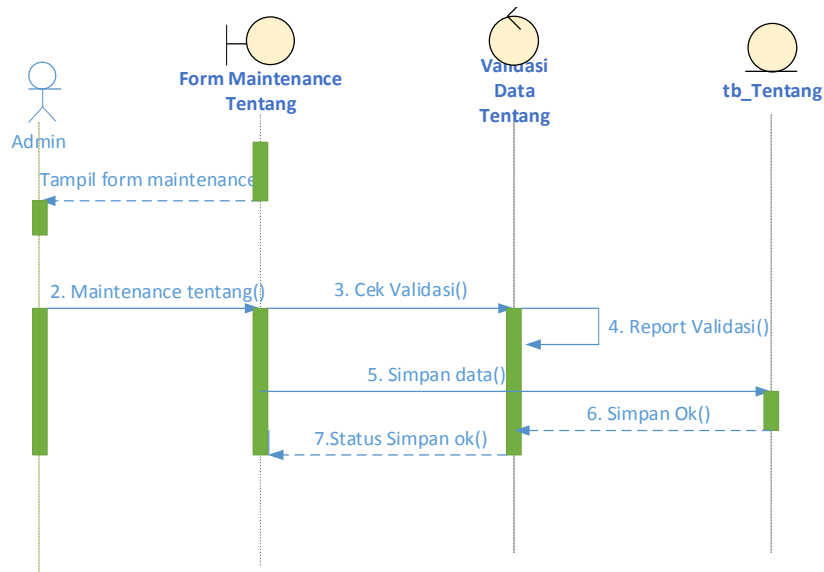 Form Maintenance
Tentang
Validasi
Data
Tentang
tb_Tentang
Admin
Tampil form maintenance
2. Maintenance tentang()
3. Cek Validasi()
4. Report Validasi()
5. Simpan data()
6. Simpan Ok()
7.Status Simpan ok()